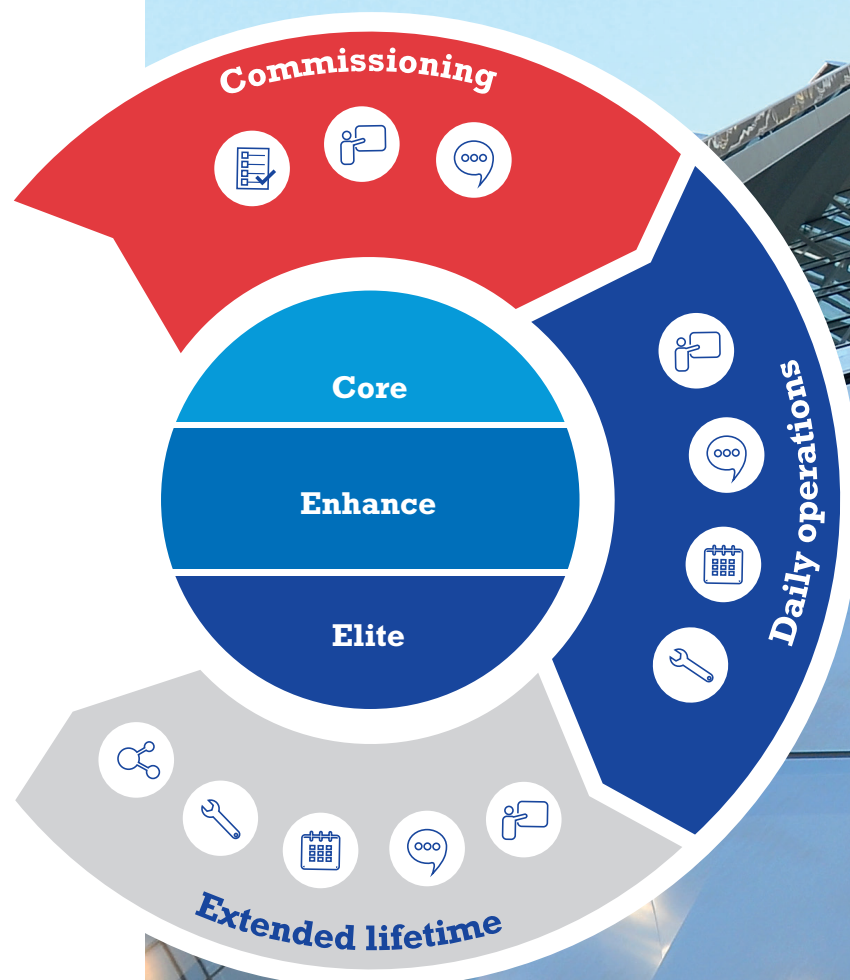 Commissioning
Core
Enhance
Elite
Daily operations
Extended lifetime